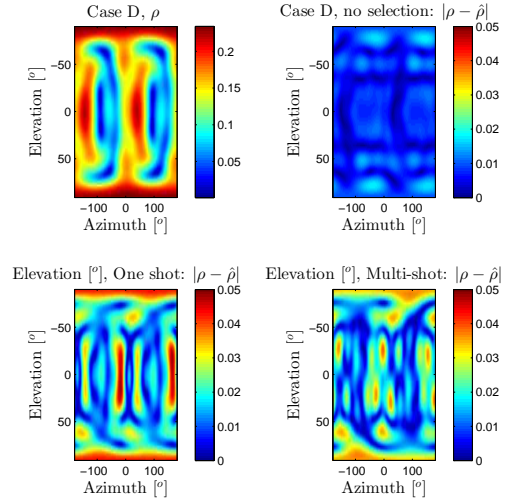 Case D, ρ
Elevation [°]
−50
0
50
−100 0 100
Azimuth [°]
0.2
0.15
0.1
0.05
Case D, no selection: |ρ − ρ̂|
Elevation [°]
−50
0
50
−100 0 100
Azimuth [°]
0.05
0.04
0.03
0.02
0.01
0
Elevation [°], One shot: |ρ − ρ̂|
Elevation [°]
−50
0
50
−100 0 100
Azimuth [°]
0.05
0.04
0.03
0.02
0.01
0
Elevation [°], Multi-shot: |ρ − ρ̂|
Elevation [°]
−50
0
50
−100 0 100
Azimuth [°]
0.05
0.04
0.03
0.02
0.01
0